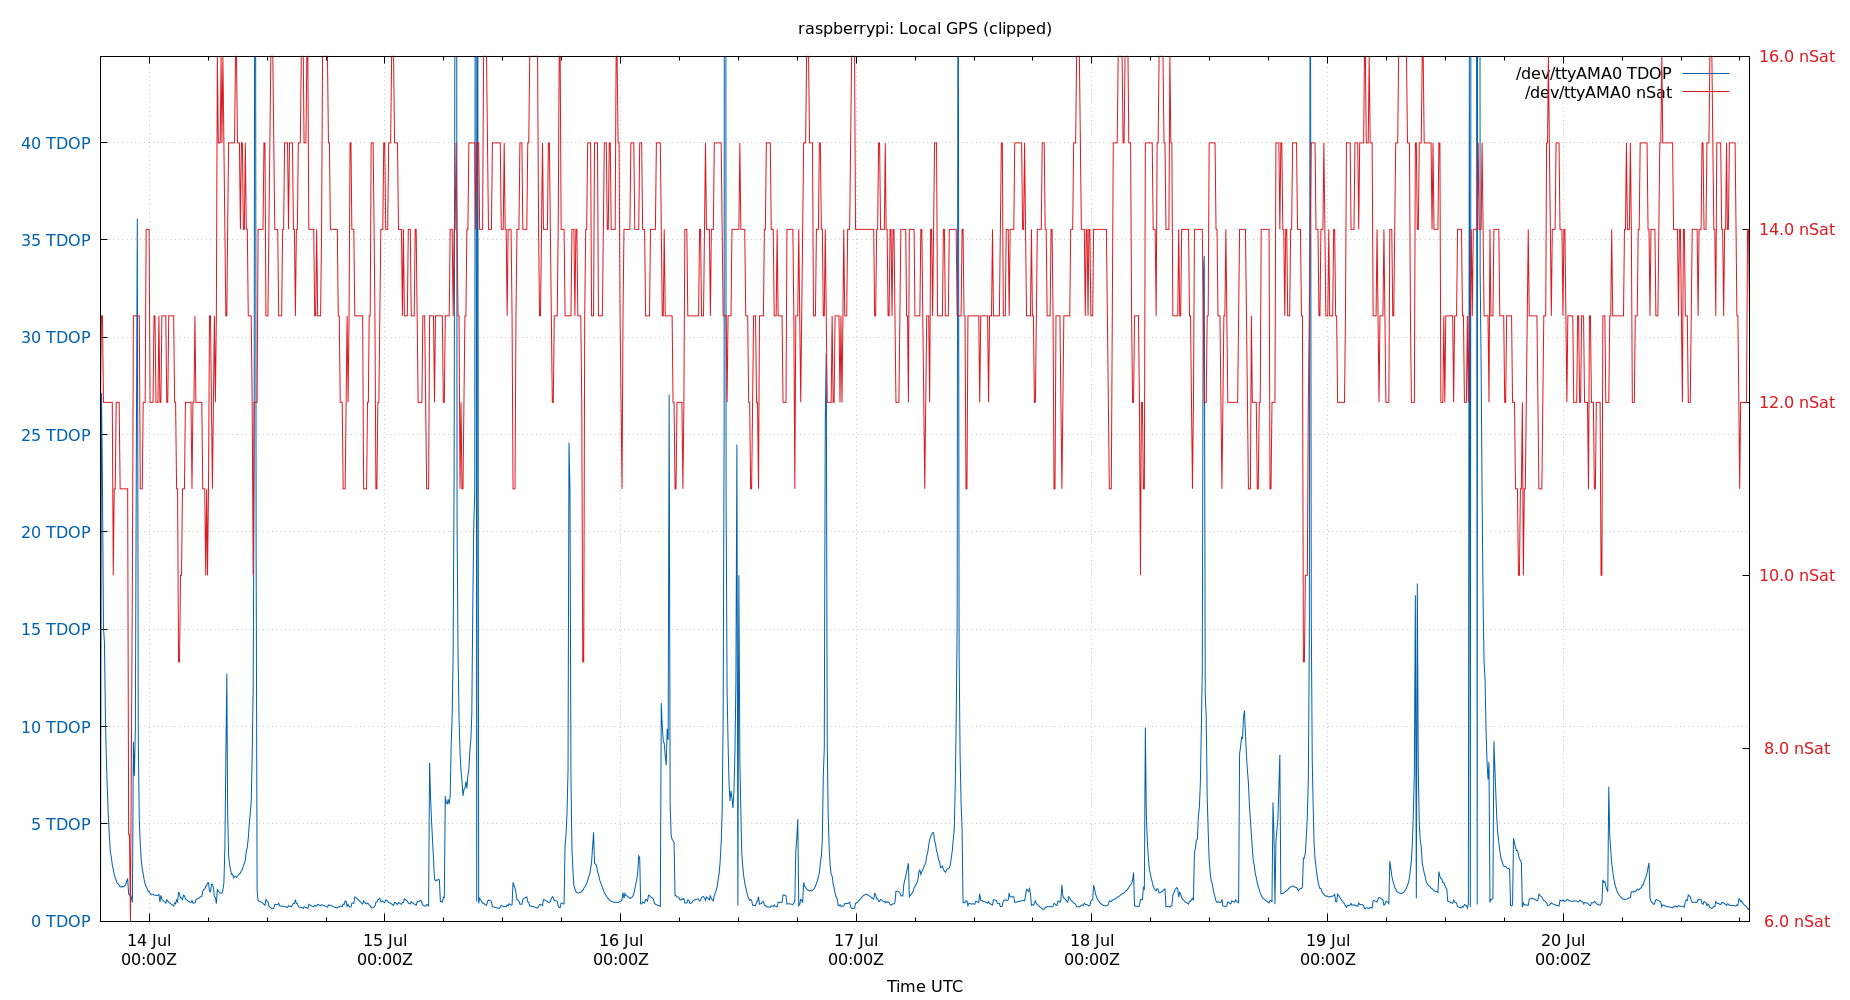 raspberrypi: Local GPS (clipped)
/dev/ttyAMA0 TDOP
/dev/ttyAMA0 nSat
40 TDOP
35 TDOP
30 TDOP
25 TDOP
20 TDOP
15 TDOP
10 TDOP
5 TDOP
0 TDOP
16.0 nSat
14.0 nSat
12.0 nSat
10.0 nSat
8.0 nSat
6.0 nSat
14 Jul
00:00Z
15 Jul
00:00Z
16 Jul
00:00Z
17 Jul
00:00Z
18 Jul
00:00Z
19 Jul
00:00Z
20 Jul
00:00Z
Time UTC